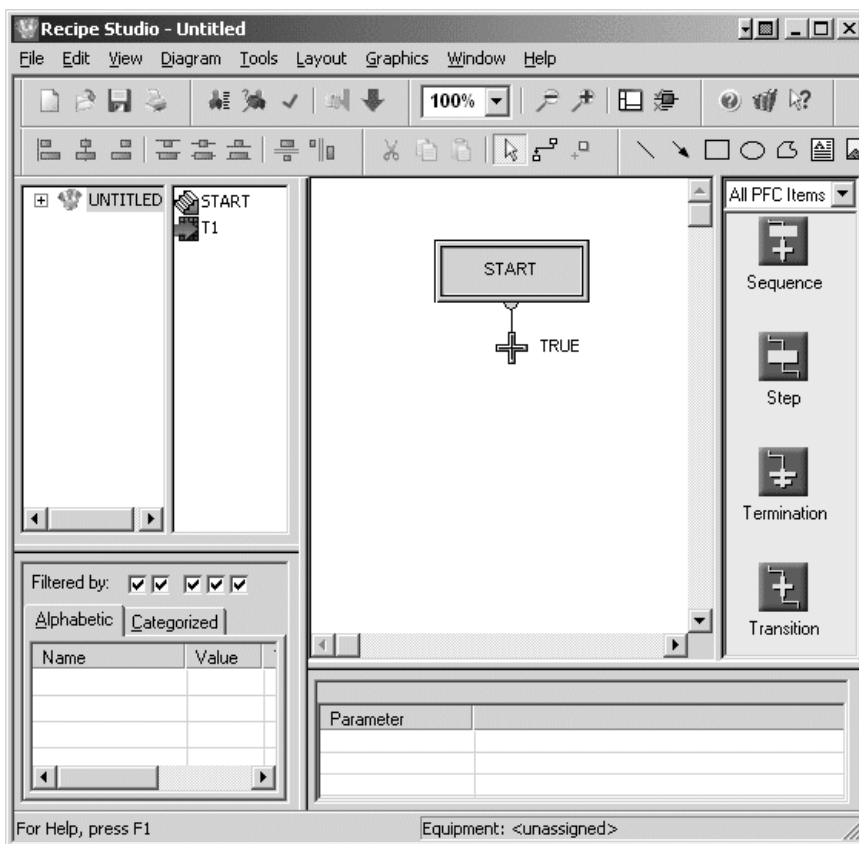 Recipe Studio - Untitled
File Edit View Diagram Tools Layout Graphics Window Help
100%
UNTITLED
START
T1
START
TRUE
All PFC Items
Sequence
Step
Termination
Transition
Filtered by:
Alphabetic Categorized
Name Value
Parameter
For Help, press F1 Equipment: <unassigned>